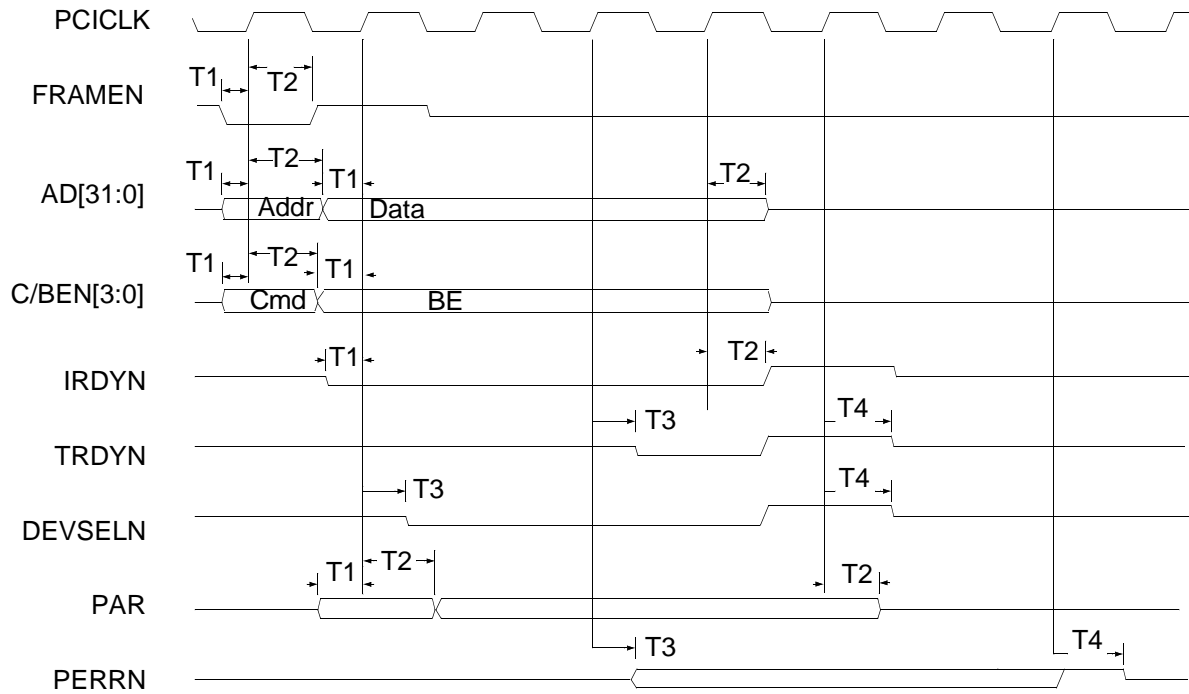 PCICLK
T1
T2
FRAMEN
T1
T2
T1
T2
AD[31:0]
Addr
Data
T1
T2
T1
C/BEN[3:0]
Cmd
BE
T1
T2
IRDYN
T3
T4
TRDYN
T3
T4
DEVSELN
T1
T2
T2
PAR
T3
T4
PERRN